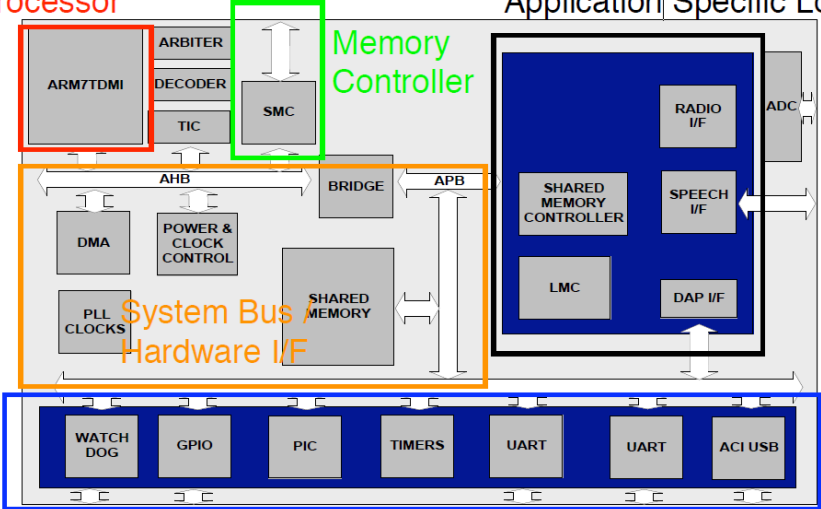 rocessor
Application Specific Lo
ARBITER
Memory
Controller
ARM7TDMI
DECODER
SMC
TIC
RADIO
I/F
ADC
AHB
BRIDGE
APB
SHARED
MEMORY
CONTROLLER
SPEECH
I/F
DMA
POWER &
CLOCK
CONTROL
LMC
DAP I/F
PLL
CLOCKS
SHARED
MEMORY
System Bus /
Hardware I/F
WATCH
DOG
GPIO
PIC
TIMERS
UART
UART
ACI USB